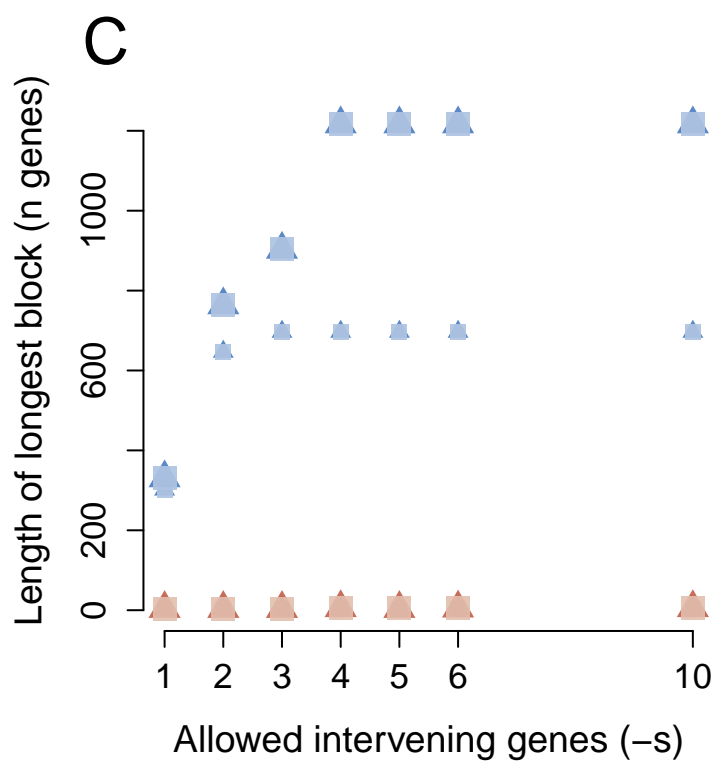 C
Length of longest block (n genes)
1000
600
200
0
1 2 3 4 5 6 10
Allowed intervening genes (−s)